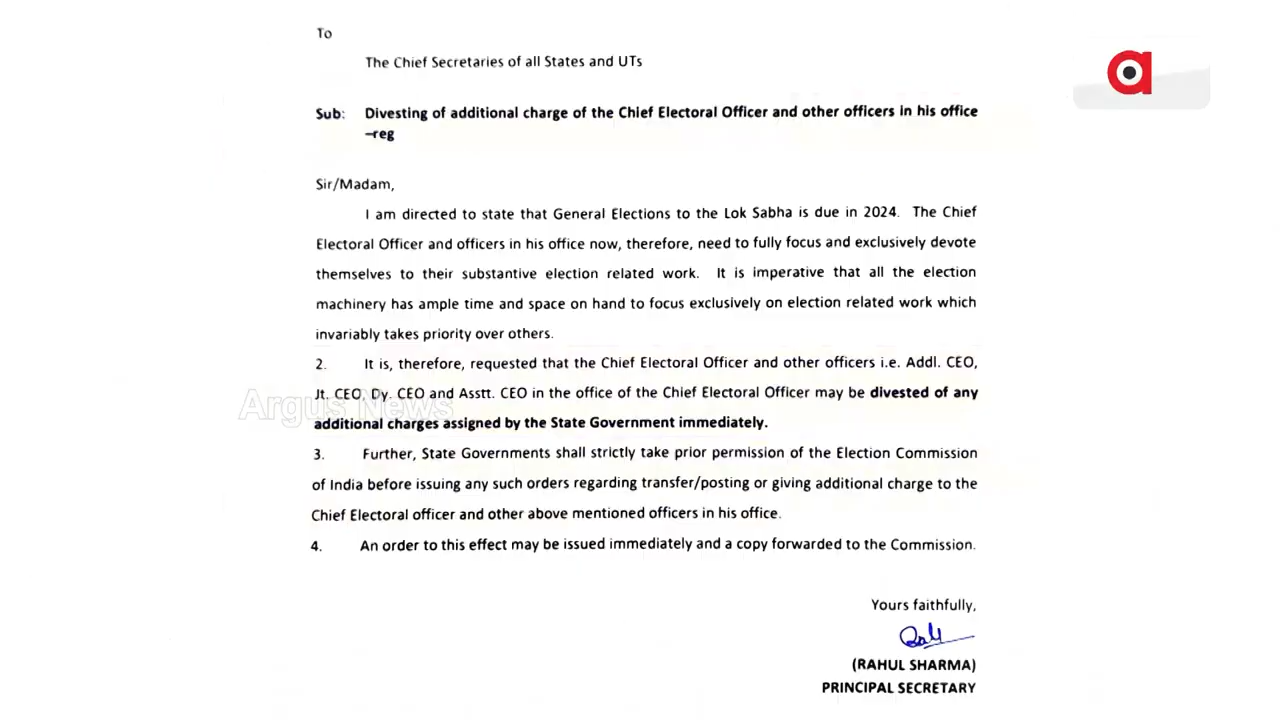 To
The Chief Secretaries of all States and UTs
Sub: Divesting of additional charge of the Chief Electoral Officer and other officers in his office
–reg
Sir/Madam,
I am directed to state that General Elections to the Lok Sabha is due in 2024. The Chief
Electoral Officer and officers in his office now, therefore, need to fully focus and exclusively devote
themselves to their substantive election related work. It is imperative that all the election
machinery has ample time and space on hand to focus exclusively on election related work which
invariably takes priority over others.
2. It is, therefore, requested that the Chief Electoral Officer and other officers i.e. Addl. CEO,
Jt. CEO, Dy. CEO and Asstt. CEO in the office of the Chief Electoral Officer may be divested of any
Argus News
additional charges assigned by the State Government immediately.
3. Further, State Governments shall strictly take prior permission of the Election Commission
of India before issuing any such orders regarding transfer/posting or giving additional charge to the
Chief Electoral officer and other above mentioned officers in his office.
4. An order to this effect may be issued immediately and a copy forwarded to the Commission.
Yours faithfully,
(RAHUL SHARMA)
PRINCIPAL SECRETARY